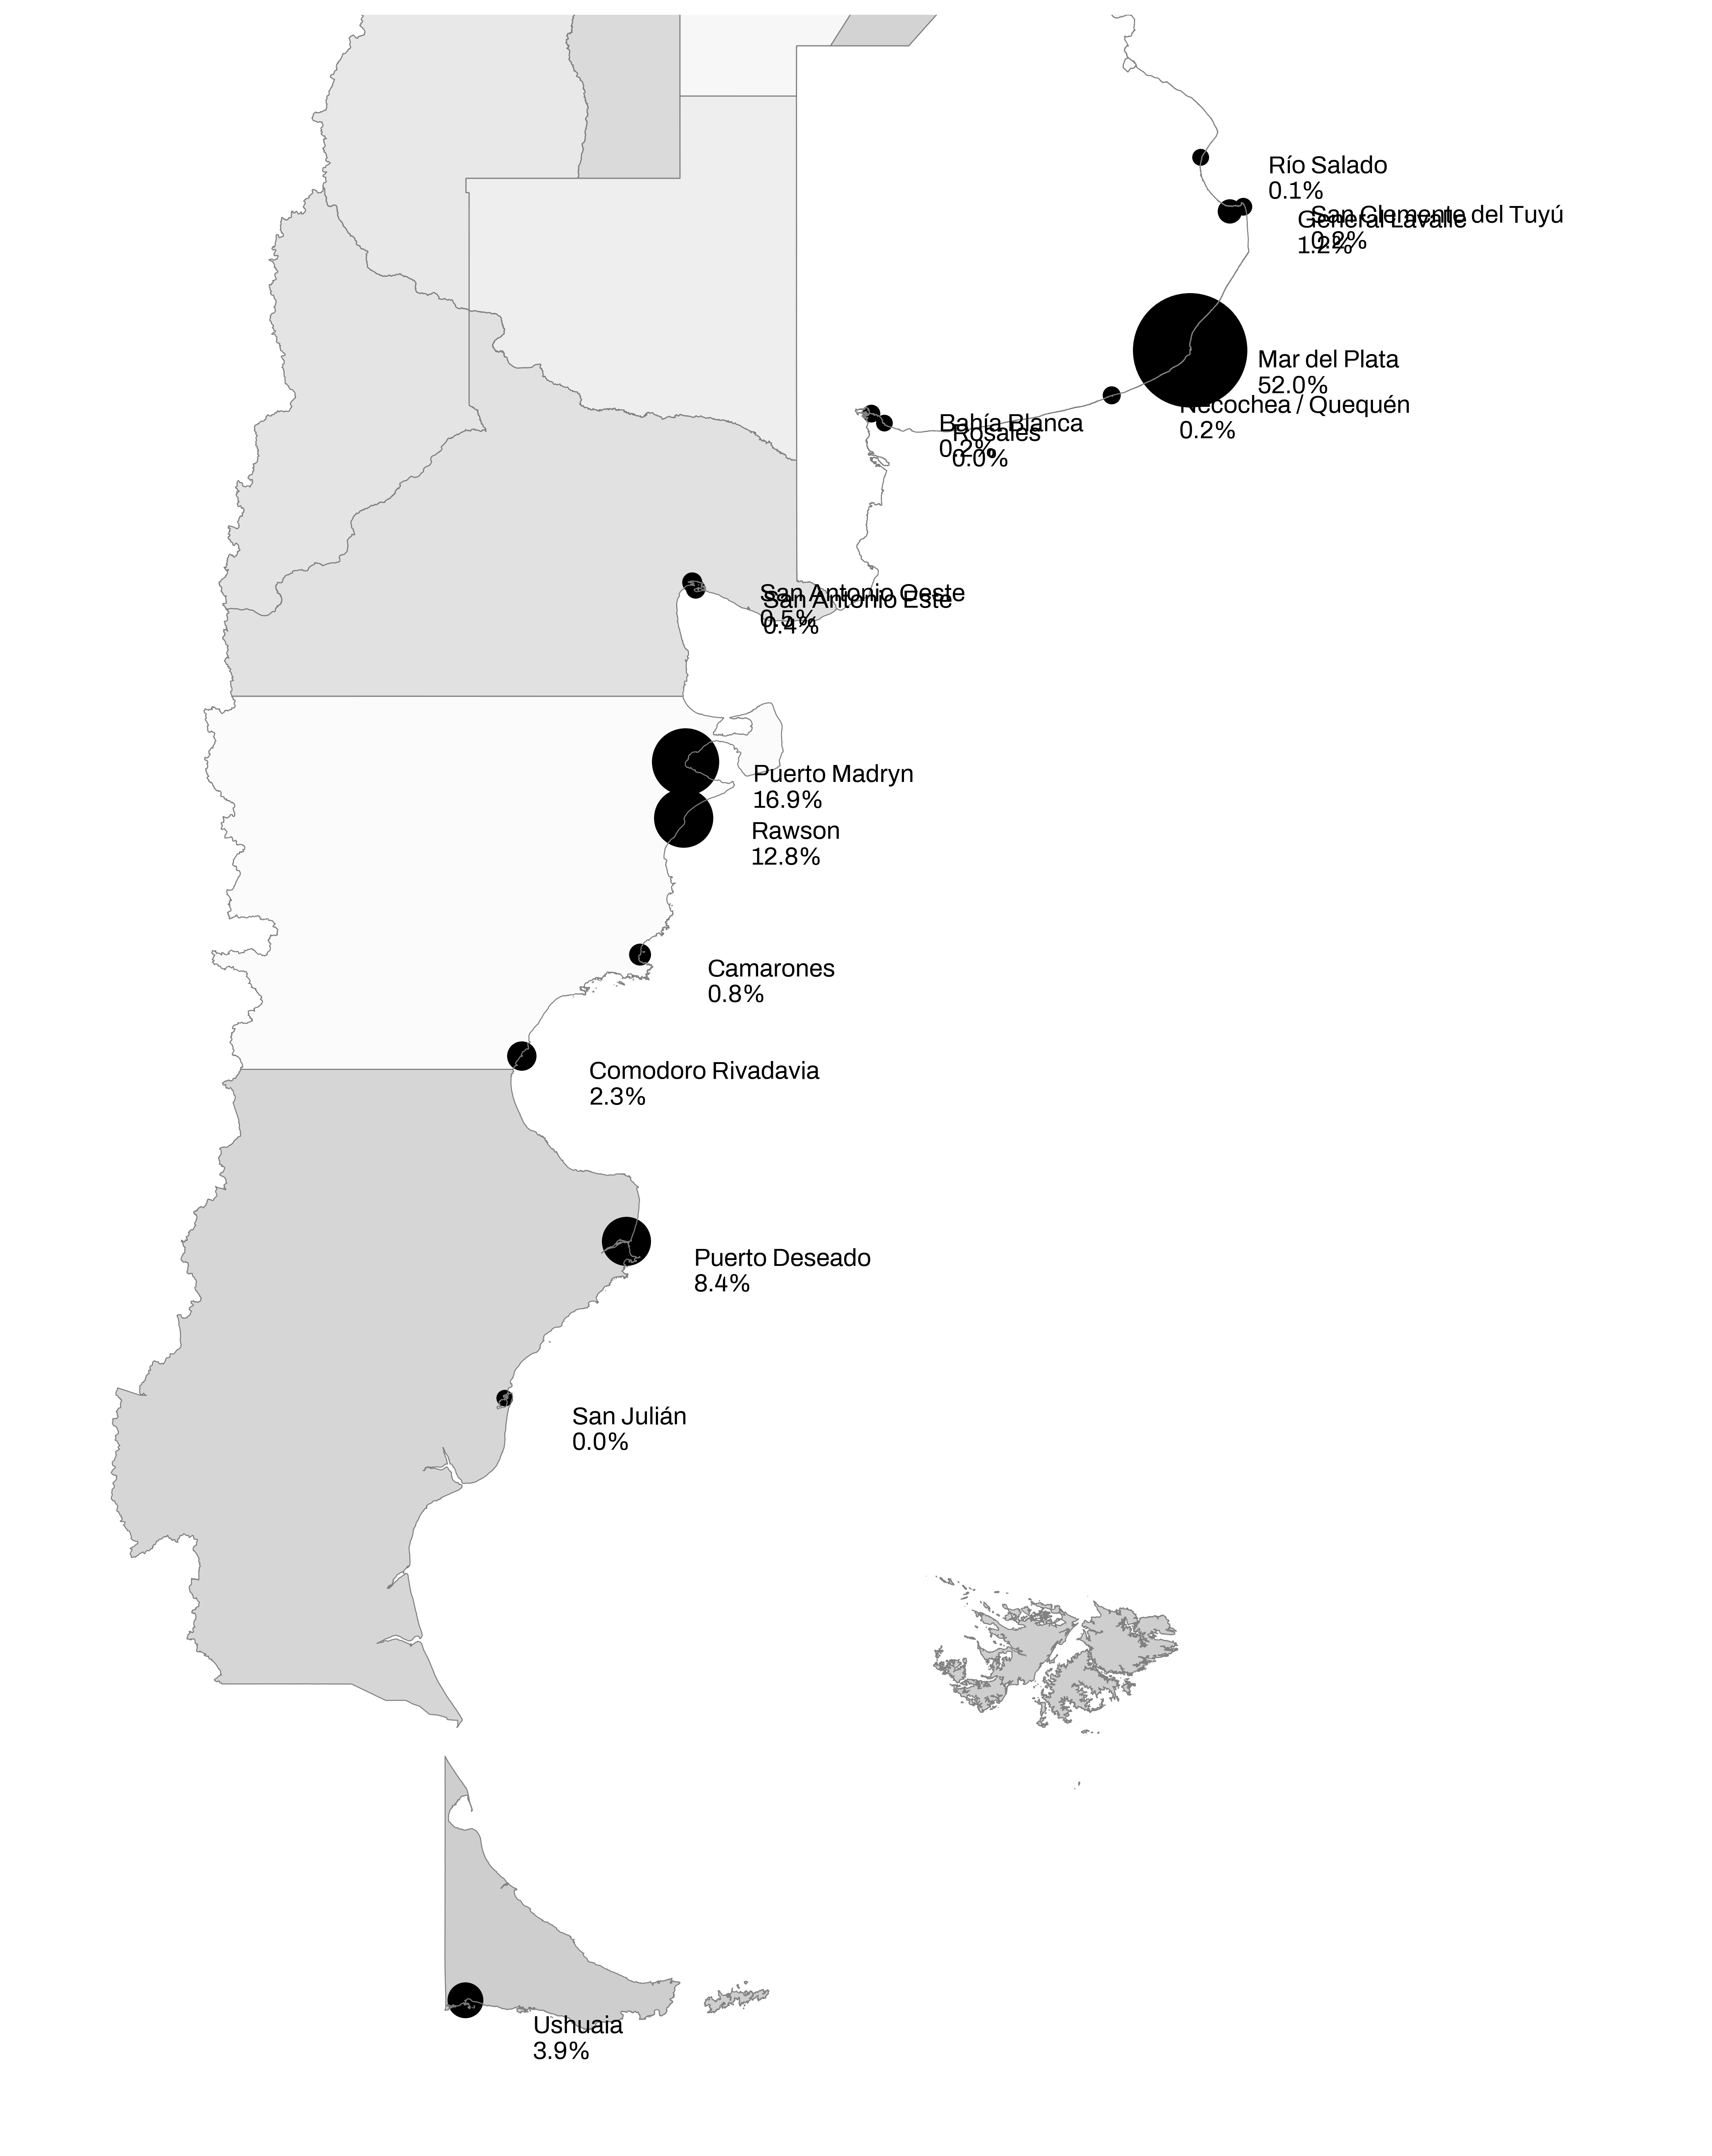 Río Salado
0.1%
San Clemente del Tuyú
0.2%
General Lavalle
1.2%
Mar del Plata
52.0%
Necochea / Quequén
0.2%
Bahía Blanca
0.2%
Rosales
0.0%
San Antonio Oeste
0.5%
San Antonio Este
0.4%
Puerto Madryn
16.9%
Rawson
12.8%
Camarones
0.8%
Comodoro Rivadavia
2.3%
Puerto Deseado
8.4%
San Julián
0.0%
Ushuaia
3.9%